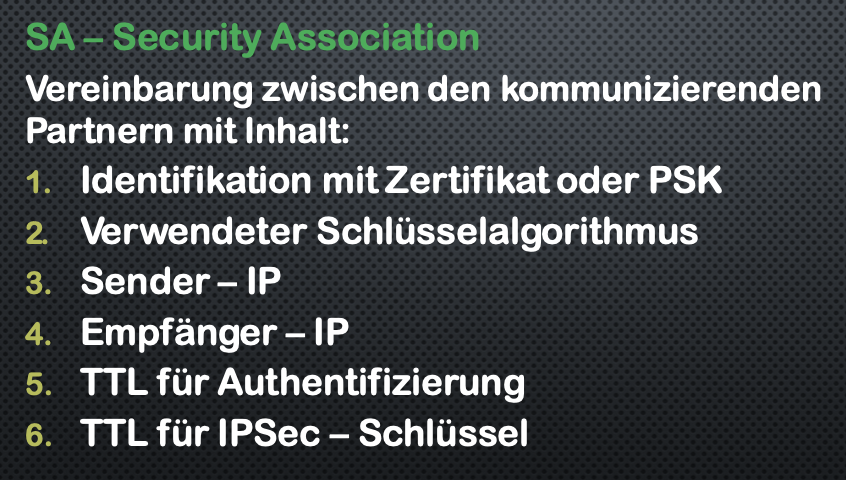 SA – Security Association
Vereinbarung zwischen den kommunizierenden
Partnern mit Inhalt:
1. Identifikation mit Zertifikat oder PSK
2. Verwendeter Schlüsselalgorithmus
3. Sender – IP
4. Empfänger – IP
5. TTL für Authentifizierung
6. TTL für IPSec – Schlüssel